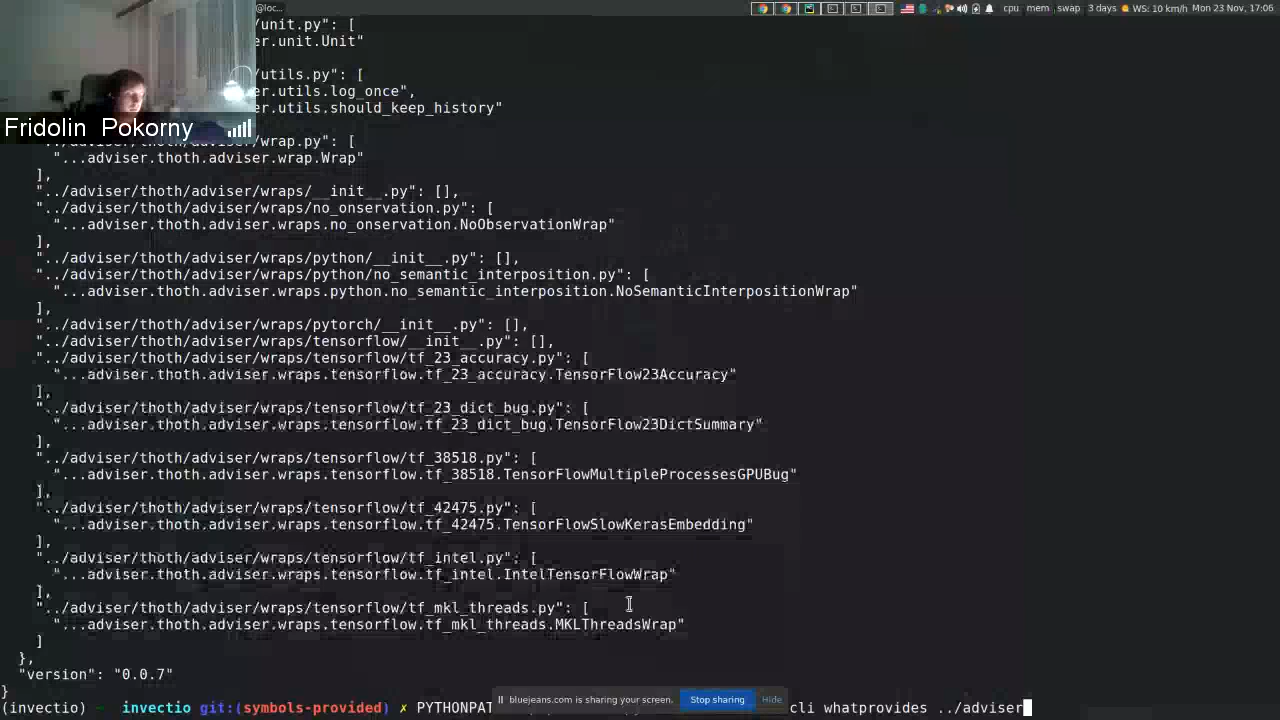 @loc...
cpu mem swap 3 days WS: 10 km/h Mon 23 Nov, 17:06
/unit.py": [
er.unit.Unit"
/utils.py": [
er.utils.log_once",
er.utils.should_keep_history"
Fridolin Pokorny
"../adviser/thoth/adviser/wrap.py": [
"...adviser.thoth.adviser.wrap.Wrap"
],
"../adviser/thoth/adviser/wraps/__init__.py": [],
"../adviser/thoth/adviser/wraps/no_onservation.py": [
"...adviser.thoth.adviser.wraps.no_onservation.NoObservationWrap"
],
"../adviser/thoth/adviser/wraps/python/__init__.py": [],
"../adviser/thoth/adviser/wraps/python/no_semantic_interposition.py": [
"...adviser.thoth.adviser.wraps.python.no_semantic_interposition.NoSemanticInterpositionWrap"
],
"../adviser/thoth/adviser/wraps/pytorch/__init__.py": [],
"../adviser/thoth/adviser/wraps/tensorflow/__init__.py": [],
"../adviser/thoth/adviser/wraps/tensorflow/tf_23_accuracy.py": [
"...adviser.thoth.adviser.wraps.tensorflow.tf_23_accuracy.TensorFlow23Accuracy"
],
"../adviser/thoth/adviser/wraps/tensorflow/tf_23_dict_bug.py": [
"...adviser.thoth.adviser.wraps.tensorflow.tf_23_dict_bug.TensorFlow23DictSummary"
],
"../adviser/thoth/adviser/wraps/tensorflow/tf_38518.py": [
"...adviser.thoth.adviser.wraps.tensorflow.tf_38518.TensorFlowMultipleProcessesGPUBug"
],
"../adviser/thoth/adviser/wraps/tensorflow/tf_42475.py": [
"...adviser.thoth.adviser.wraps.tensorflow.tf_42475.TensorFlowSlowKerasEmbedding"
],
"../adviser/thoth/adviser/wraps/tensorflow/tf_intel.py": [
"...adviser.thoth.adviser.wraps.tensorflow.tf_intel.IntelTensorFlowWrap"
],
"../adviser/thoth/adviser/wraps/tensorflow/tf_mkl_threads.py": [
"...adviser.thoth.adviser.wraps.tensorflow.tf_mkl_threads.MKLThreadsWrap"
]
},
"version": "0.0.7"
}
bluejeans.com is sharing your screen. Stop sharing Hide
(invectio) → invectio git:(symbols-provided) ✗ PYTHONPAT cli whatprovides ../adviser